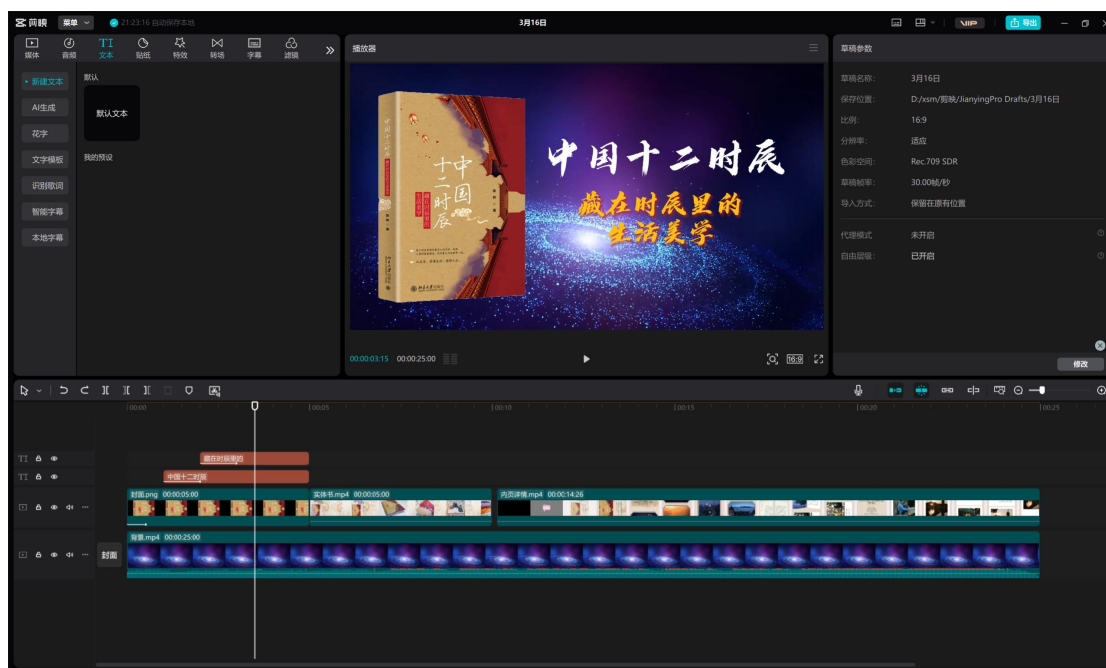 剪映
菜单
21:23:16 自动保存本地
3月16日
VIP
导出
媒体
音频
TI
文本
贴纸
特效
转场
字幕
滤镜
新建文本
AI生成
花字
文字模板
识别歌词
智能字幕
本地字幕
默认
默认文本
我的预设
播放器
中国十二时辰
藏在时辰里的
生活美学
中国
十二时辰
00:00:03:15 00:00:25:00
16:9
草稿参数
草稿名称: 3月16日
保存位置: D:/xsm/剪映/JianyingPro Drafts/3月16日
比例: 16:9
分辨率: 适应
色彩空间: Rec.709 SDR
草稿帧率: 30.00帧/秒
导入方式: 保留在原有位置
代理模式 未开启
自由层级: 已开启
修改
00:00 00:05 00:10 00:15 00:20 00:25
TI 藏在时辰里的
TI 中国十二时辰
封面.png 00:00:05:00 实体书.mp4 00:00:05:00 内页详情.mp4 00:00:14:26
封面
背景.mp4 00:00:25:00